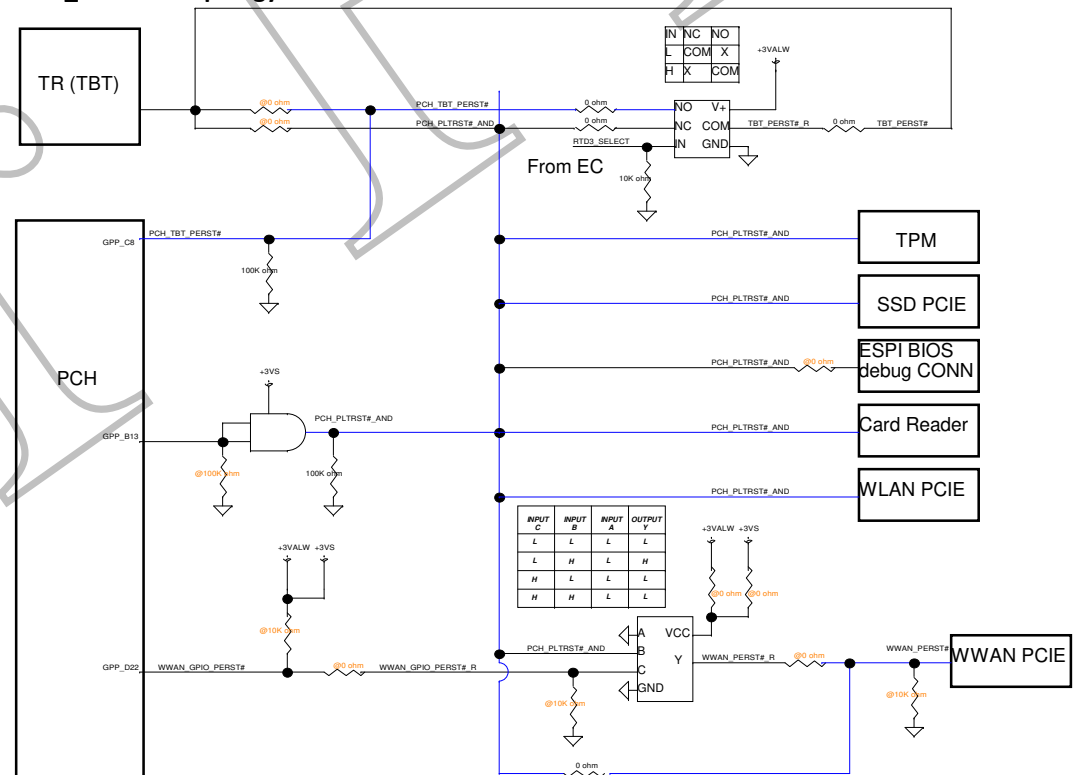 TR (TBT)
@0 ohm
PCH_TBT_PERST#
0 ohm
@0 ohm
PCH_PLTRST#_AND
0 ohm
IN NC NO
L COM X
H X COM
+3VALW
NO V+
NC COM
IN GND
TBT_PERST#_R
0 ohm
TBT_PERST#
RTD3_SELECT
From EC
10K ohm
PCH
GPP_C8
PCH_TBT_PERST#
100K ohm
PCH_PLTRST#_AND
TPM
PCH_PLTRST#_AND
SSD PCIE
PCH_PLTRST#_AND
@0 ohm
ESPI BIOS
debug CONN
+3VS
PCH_PLTRST#_AND
GPP_B13
@100K ohm
100K ohm
PCH_PLTRST#_AND
Card Reader
PCH_PLTRST#_AND
WLAN PCIE
INPUT C INPUT B INPUT A OUTPUT Y
L L L L
L H L H
H L L L
H H L L
+3VALW +3VS
@0 ohm @0 ohm
+3VALW +3VS
@10K ohm
GPP_D22
WWAN_GPIO_PERST#
@0 ohm
WWAN_GPIO_PERST#_R
@10K ohm
PCH_PLTRST#_AND
A VCC
B
C Y
GND
WWAN_PERST#_R
@0 ohm
WWAN_PERST#
@10K ohm
WWAN PCIE
0 ohm